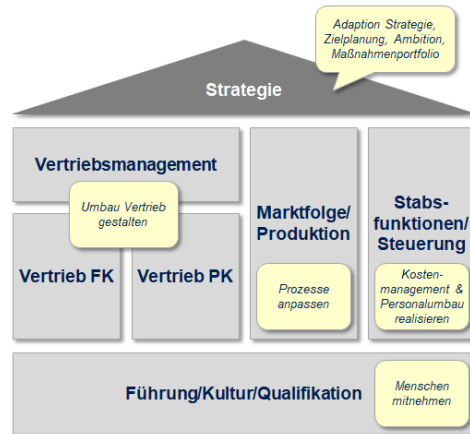 Adaption Strategie,
Zielplanung, Ambition,
Maßnahmenportfolio
Strategie
Vertriebsmanagement
Umbau Vertrieb
gestalten
Vertrieb FK
Vertrieb PK
Marktfolge/
Produktion
Prozesse
anpassen
Stabs-
funktionen/
Steuerung
Kosten-
management &
Personalumbau
realisieren
Führung/Kultur/Qualifikation
Menschen
mitnehmen